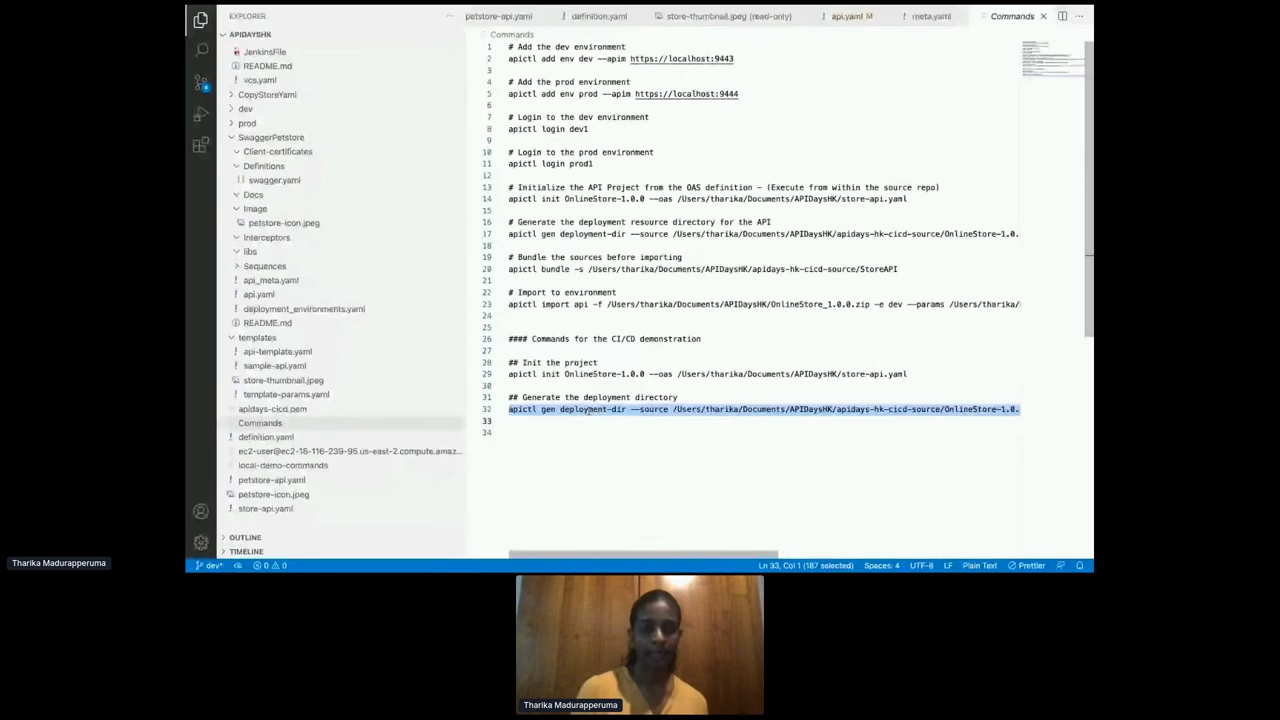 EXPLORER
petstore-api.yaml
definition.yaml
store-thumbnail.jpeg (read-only)
api.yaml M
meta.yaml
Commands
APIDAYSHK
JenkinsFile
README.md
vcs.yaml
CopyStoreYaml
dev
prod
SwaggerPetstore
Client-certificates
Definitions
swagger.yaml
Docs
Image
petstore-icon.jpeg
Interceptors
libs
Sequences
api_meta.yaml
api.yaml
deployment_environments.yaml
README.md
templates
api-template.yaml
sample-api.yaml
store-thumbnail.jpeg
template-params.yaml
apidays-cicd.pem
Commands
definition.yaml
ec2-user@ec2-18-116-239-95.us-east-2.compute.amaz...
local-demo-commands
petstore-api.yaml
petstore-icon.jpeg
store-api.yaml
OUTLINE
TIMELINE
Commands
1 # Add the dev environment
2 apictl add env dev --apim https://localhost:9443
3
4 # Add the prod environment
5 apictl add env prod --apim https://localhost:9444
6
7 # Login to the dev environment
8 apictl login dev1
9
10 # Login to the prod environment
11 apictl login prod1
12
13 # Initialize the API Project from the OAS definition - (Execute from within the source repo)
14 apictl init OnlineStore-1.0.0 --oas /Users/tharika/Documents/APIDaysHK/store-api.yaml
15
16 # Generate the deployment resource directory for the API
17 apictl gen deployment-dir --source /Users/tharika/Documents/APIDaysHK/apidays-hk-cicd-source/OnlineStore-1.0.
18
19 # Bundle the sources before importing
20 apictl bundle -s /Users/tharika/Documents/APIDaysHK/apidays-hk-cicd-source/StoreAPI
21
22 # Import to environment
23 apictl import api -f /Users/tharika/Documents/APIDaysHK/OnlineStore_1.0.0.zip -e dev --params /Users/tharika/
24
25
26 #### Commands for the CI/CD demonstration
27
28 ## Init the project
29 apictl init OnlineStore-1.0.0 --oas /Users/tharika/Documents/APIDaysHK/store-api.yaml
30
31 ## Generate the deployment directory
32 apictl gen deployment-dir --source /Users/tharika/Documents/APIDaysHK/apidays-hk-cicd-source/OnlineStore-1.0.
33
34
dev*
0 0
Ln 33, Col 1 (187 selected)
Spaces: 4
UTF-8
LF
Plain Text
Prettier
Tharika Madurapperuma
Tharika Madurapperuma